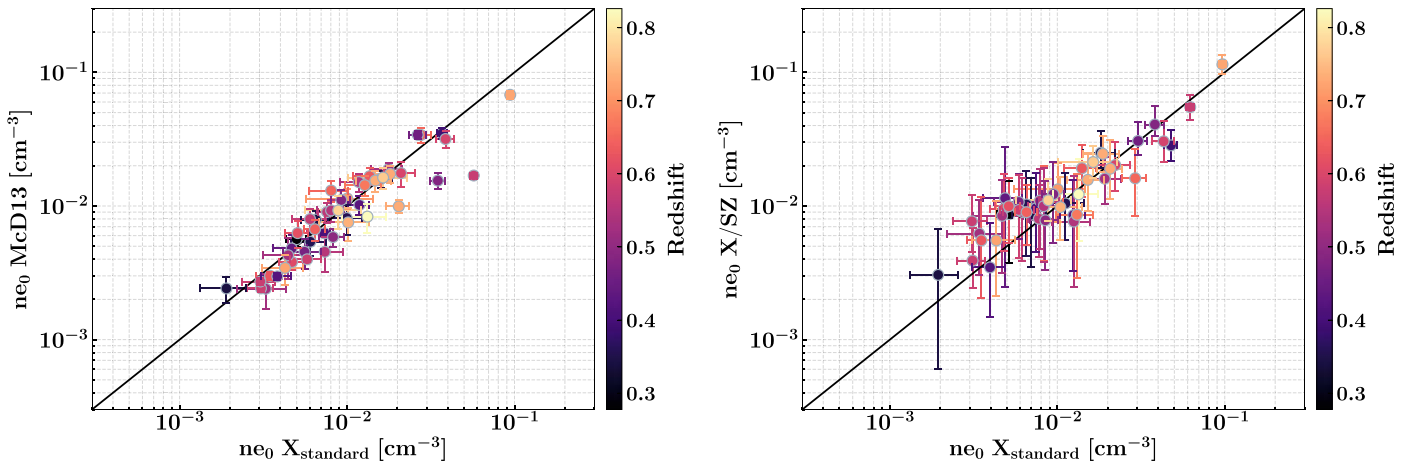 ne₀ McD13 [cm⁻³]
10⁻¹
10⁻²
10⁻³
10⁻³ 10⁻² 10⁻¹
ne₀ X_standard [cm⁻³]
0.8
0.7
0.6
0.5
0.4
0.3
Redshift
ne₀ X/SZ [cm⁻³]
10⁻¹
10⁻²
10⁻³
10⁻³ 10⁻² 10⁻¹
ne₀ X_standard [cm⁻³]
0.8
0.7
0.6
0.5
0.4
0.3
Redshift